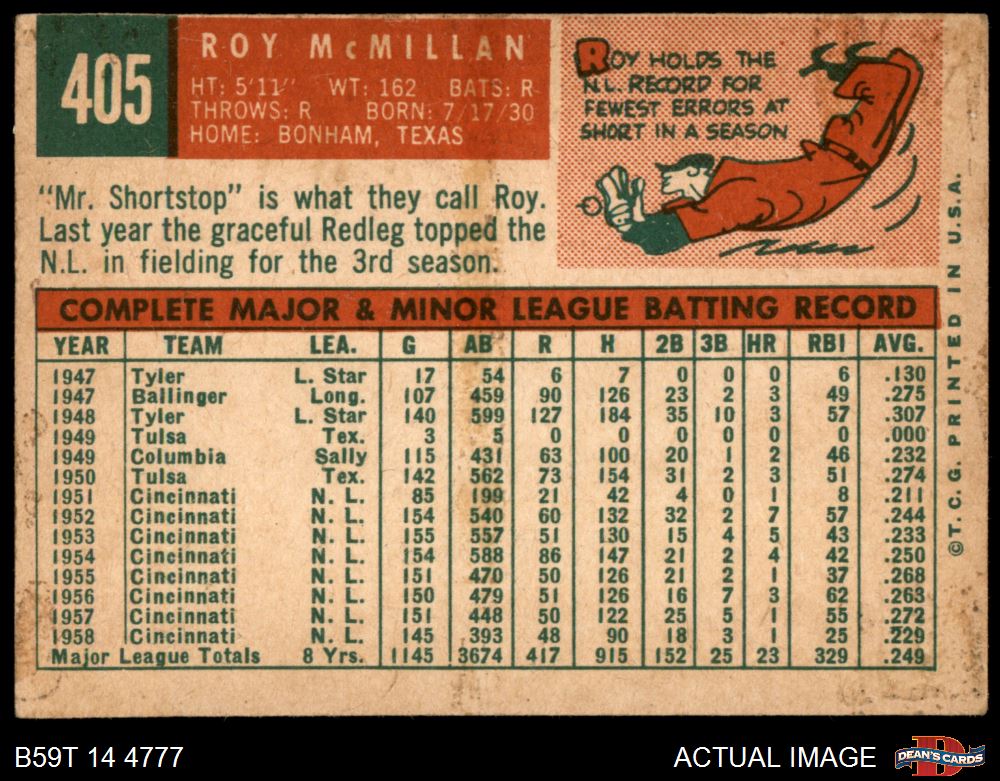 405
ROY McMILLAN
HT: 5'11" WT: 162 BATS: R
THROWS: R BORN: 7/17/30
HOME: BONHAM, TEXAS
ROY HOLDS THE
N.L. RECORD FOR
FEWEST ERRORS AT
SHORT IN A SEASON
"Mr. Shortstop" is what they call Roy.
Last year the graceful Redleg topped the
N.L. in fielding for the 3rd season.
COMPLETE MAJOR & MINOR LEAGUE BATTING RECORD
YEAR TEAM LEA. G AB R H 2B 3B HR RBI AVG.
1947 Tyler L. Star 17 54 6 7 0 0 0 6 .130
1947 Ballinger Long. 107 459 90 126 23 2 3 49 .275
1948 Tyler L. Star 140 599 127 184 35 10 3 57 .307
1949 Tulsa Tex. 3 5 0 0 0 0 0 0 .000
1949 Columbia Sally 115 431 63 100 20 1 2 46 .232
1950 Tulsa Tex. 142 562 73 154 31 2 3 51 .274
1951 Cincinnati N. L. 85 199 21 42 4 0 1 8 .211
1952 Cincinnati N. L. 154 540 60 132 32 2 7 57 .244
1953 Cincinnati N. L. 155 557 51 130 15 4 5 43 .233
1954 Cincinnati N. L. 154 588 86 147 21 2 4 42 .250
1955 Cincinnati N. L. 151 470 50 126 21 2 1 37 .268
1956 Cincinnati N. L. 150 479 51 126 16 7 3 62 .263
1957 Cincinnati N. L. 151 448 50 122 25 5 1 55 .272
1958 Cincinnati N. L. 145 393 48 90 18 3 1 25 .229
Major League Totals 8 Yrs. 1145 3674 417 915 152 25 23 329 .249
©T.C.G. PRINTED IN U.S.A.
B59T 14 4777
ACTUAL IMAGE
D
DEAN'S CARDS